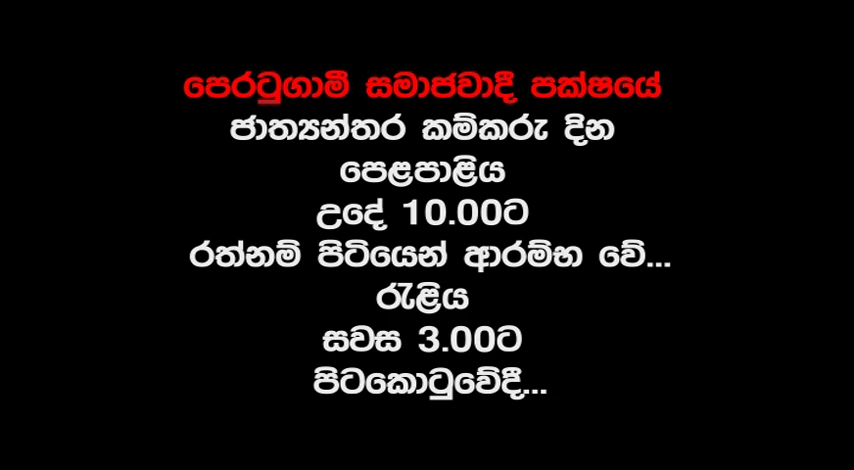 පෙරටුගාමී සමාජවාදී පක්ෂයේ
ජාත්‍යන්තර කම්කරු දින
පෙළපාළිය
උදේ 10.00ට
රත්නම් පිටියෙන් ආරම්භ වේ...
රැළිය
සවස 3.00ට
පිටකොටුවේදී...